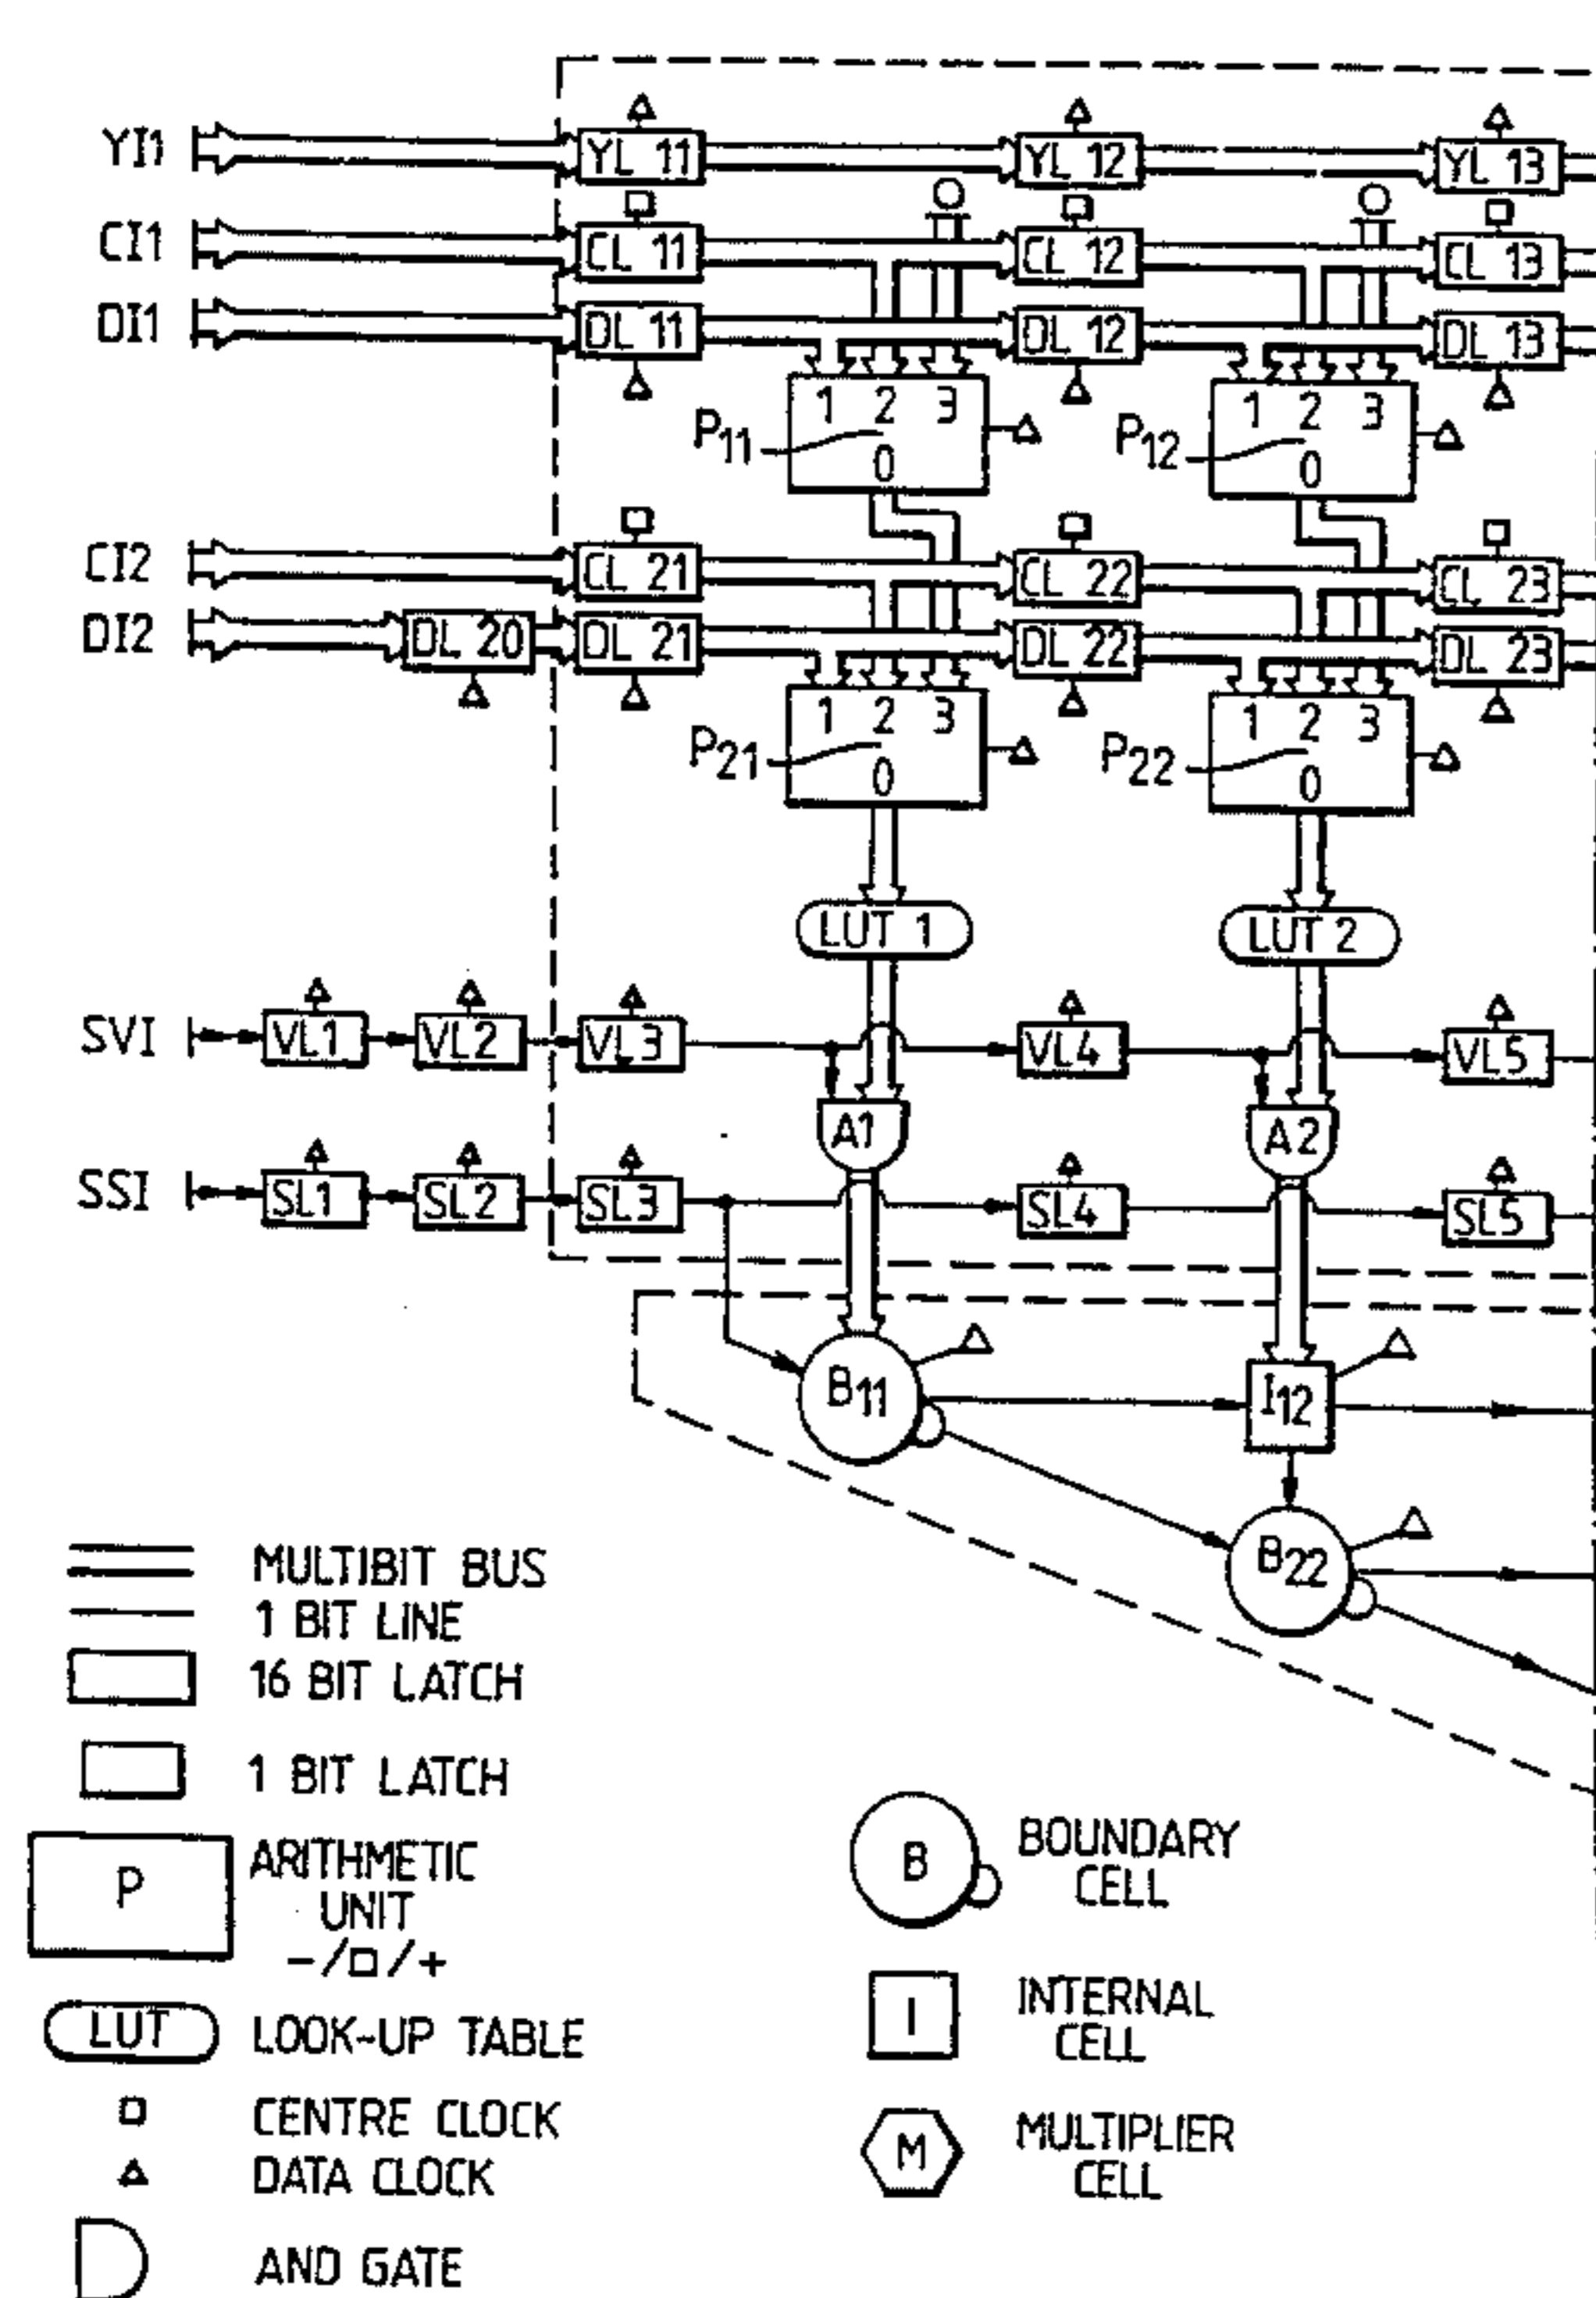 YI1 YL 11 YL 12 YL 13
0 0
CI1 CL 11 CL 12 CL 13
DI1 DL 11 DL 12 DL 13
1 2 3 1 2 3
P11 0 P12 0
CI2 CL 21 CL 22 CL 23
DI2 DL 20 DL 21 DL 22 DL 23
1 2 3 1 2 3
P21 0 P22 0
LUT 1 LUT 2
SVI VL1 VL2 VL3 VL4 VL5
A1 A2
SSI SL1 SL2 SL3 SL4 SL5
B11 I12
B22
MULTIBIT BUS
1 BIT LINE
16 BIT LATCH
1 BIT LATCH
P ARITHMETIC
UNIT
-/□/+
LUT LOOK-UP TABLE
CENTRE CLOCK
DATA CLOCK
AND GATE
B BOUNDARY
CELL
I INTERNAL
CELL
M MULTIPLIER
CELL